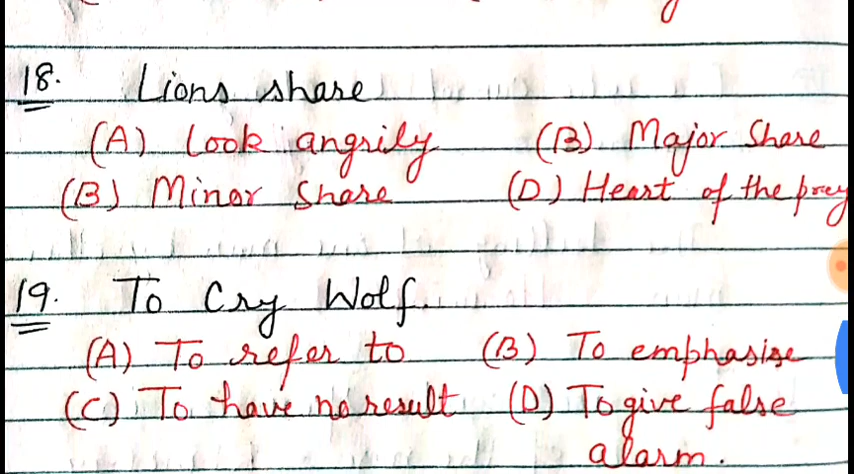 18. Lions share
(A) Look angrily (B) Major Share
(B) Minor Share (D) Heart of the prey
19. To Cry Wolf.
(A) To refer to (B) To emphasize
(C) To have no result (D) To give false
alarm.